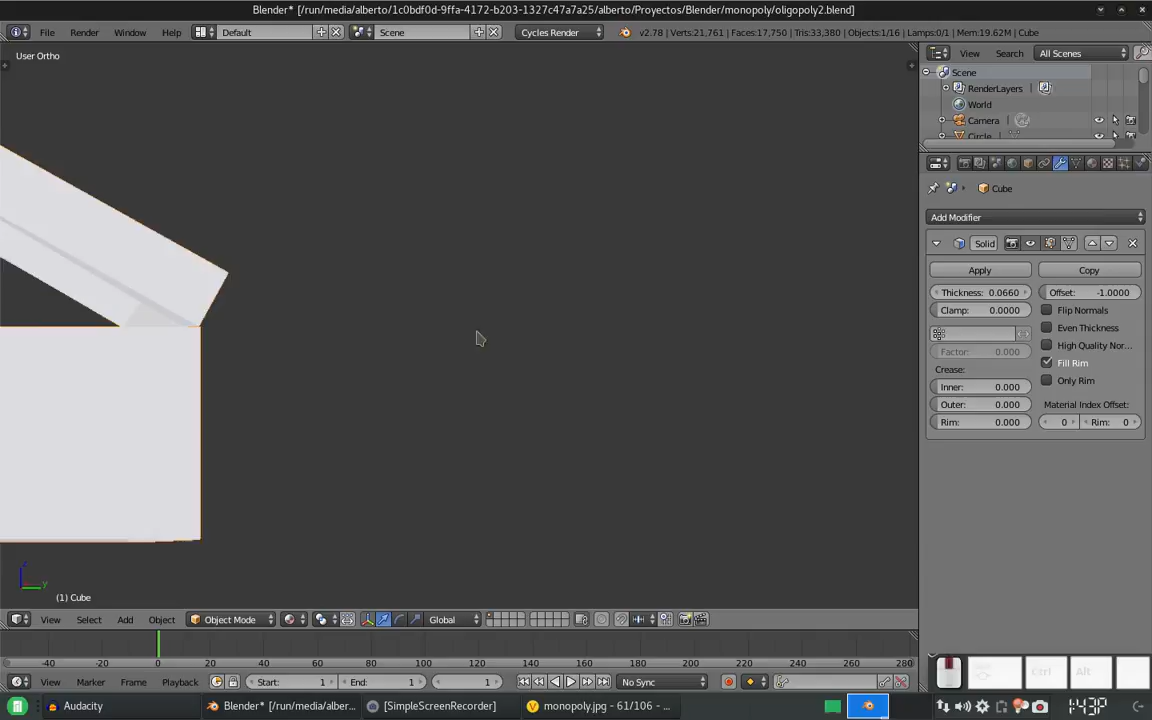 Blender* [/run/media/alberto/1c0bdf0d-9ffa-4172-b203-1327c47a7a25/alberto/Proyectos/Blender/monopoly/oligopoly2.blend]
File Render Window Help Default Scene Cycles Render v2.78 | Verts:21,761 | Faces:17,750 | Tris:33,380 | Objects:1/16 | Lamps:0/1 | Mem:19.62M | Cube
User Ortho
View Search All Scenes
Scene
RenderLayers
World
Camera
Circle
Cube
Add Modifier
Solid
Apply Copy
Thickness: 0.0660 Offset: -1.0000
Clamp: 0.0000 Flip Normals
Even Thickness
High Quality Nor...
Factor: 0.000
Crease: Fill Rim
Inner: 0.000 Only Rim
Outer: 0.000 Material Index Offset:
Rim: 0.000 0 Rim: 0
z
y
(1) Cube
View Select Add Object Object Mode Global
-40 -20 0 20 40 60 80 100 120 140 160 180 200 220 240 260 280
View Marker Frame Playback Start: 1 End: 1 1 No Sync
Ctrl Alt
Audacity Blender* [/run/media/alber... [SimpleScreenRecorder] monopoly.jpg - 61/106 - ... 1:43P